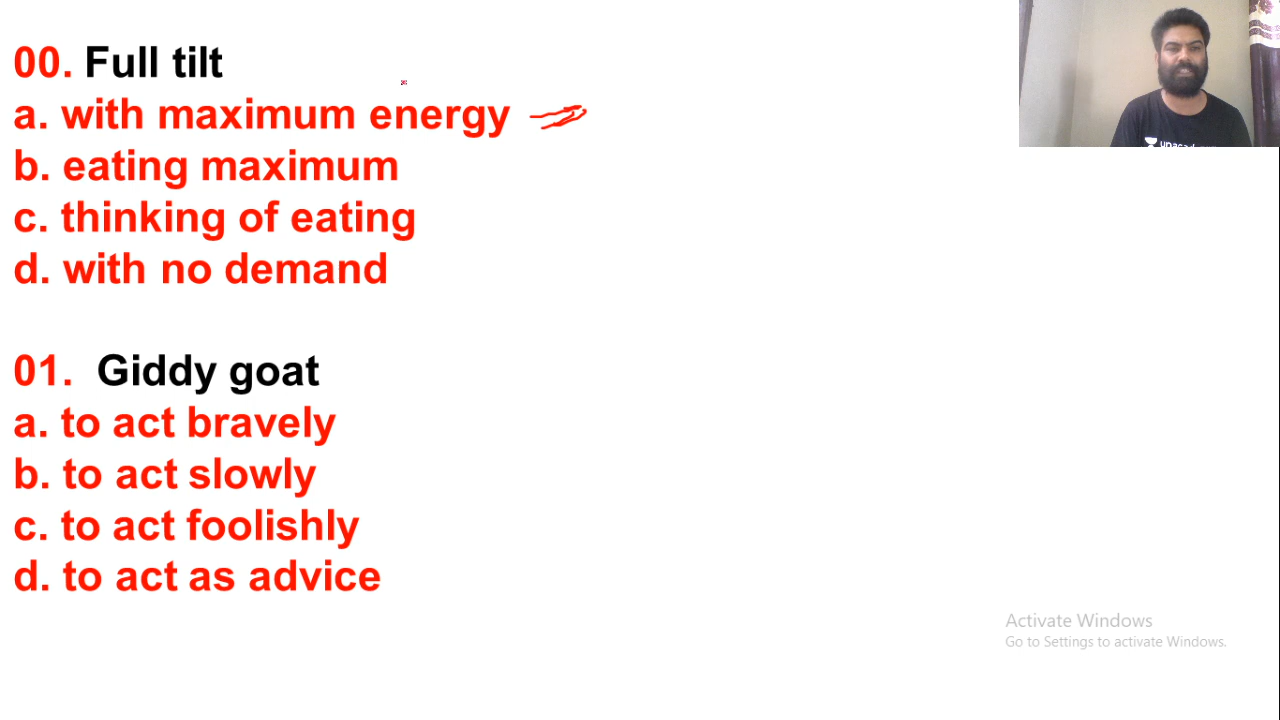 00. Full tilt
a. with maximum energy
b. eating maximum
c. thinking of eating
d. with no demand
01. Giddy goat
a. to act bravely
b. to act slowly
c. to act foolishly
d. to act as advice
Activate Windows
Go to Settings to activate Windows.